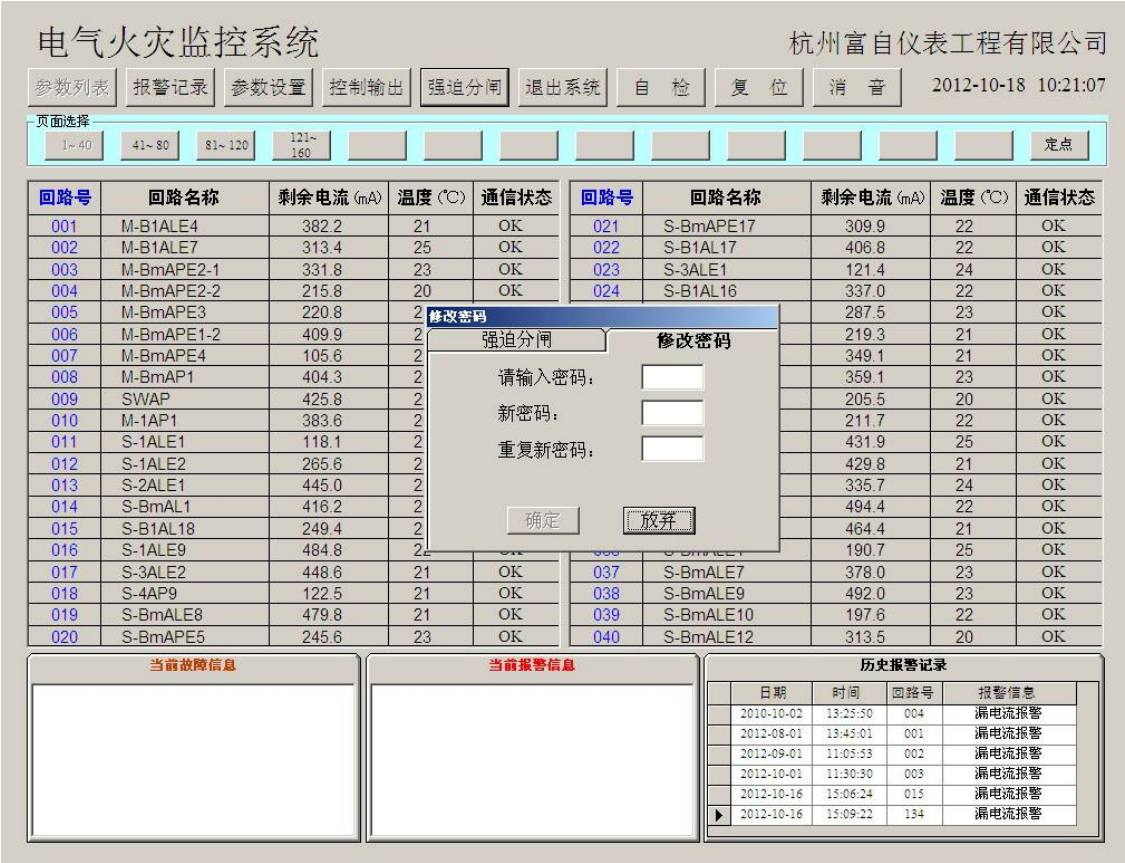 电气火灾监控系统 杭州富自仪表工程有限公司
参数列表 报警记录 参数设置 控制输出 强迫分闸 退出系统 自 检 复 位 消 音 2012-10-18 10:21:07
页面选择
1~40 41~80 81~120 121~160 定点
回路号 回路名称 剩余电流(mA) 温度(℃) 通信状态 回路号 回路名称 剩余电流(mA) 温度(℃) 通信状态
001 M-B1ALE4 382.2 21 OK 021 S-BmAPE17 309.9 22 OK
002 M-B1ALE7 313.4 25 OK 022 S-B1AL17 406.8 22 OK
003 M-BmAPE2-1 331.8 23 OK 023 S-3ALE1 121.4 24 OK
004 M-BmAPE2-2 215.8 20 OK 024 S-B1AL16 337.0 22 OK
005 M-BmAPE3 220.8 2 287.5 23 OK
006 M-BmAPE1-2 409.9 2 219.3 21 OK
007 M-BmAPE4 105.6 2 349.1 21 OK
008 M-BmAP1 404.3 2 359.1 23 OK
009 SWAP 425.8 2 205.5 20 OK
010 M-1AP1 383.6 2 211.7 22 OK
011 S-1ALE1 118.1 2 431.9 25 OK
012 S-1ALE2 265.6 2 429.8 21 OK
013 S-2ALE1 445.0 2 335.7 24 OK
014 S-BmAL1 416.2 2 494.4 22 OK
015 S-B1AL18 249.4 2 464.4 21 OK
016 S-1ALE9 484.8 22 190.7 25 OK
017 S-3ALE2 448.6 21 OK 037 S-BmALE7 378.0 23 OK
018 S-4AP9 122.5 21 OK 038 S-BmALE9 492.0 23 OK
019 S-BmALE8 479.8 21 OK 039 S-BmALE10 197.6 22 OK
020 S-BmAPE5 245.6 23 OK 040 S-BmALE12 313.5 20 OK
修改密码
强迫分闸 修改密码
请输入密码：
新密码：
重复新密码：
确定 放弃
当前故障信息 当前报警信息 历史报警记录
日期 时间 回路号 报警信息
2010-10-02 13:25:50 004 漏电流报警
2012-08-01 13:45:01 001 漏电流报警
2012-09-01 11:05:53 002 漏电流报警
2012-10-01 11:30:30 003 漏电流报警
2012-10-16 15:06:24 015 漏电流报警
2012-10-16 15:09:22 134 漏电流报警